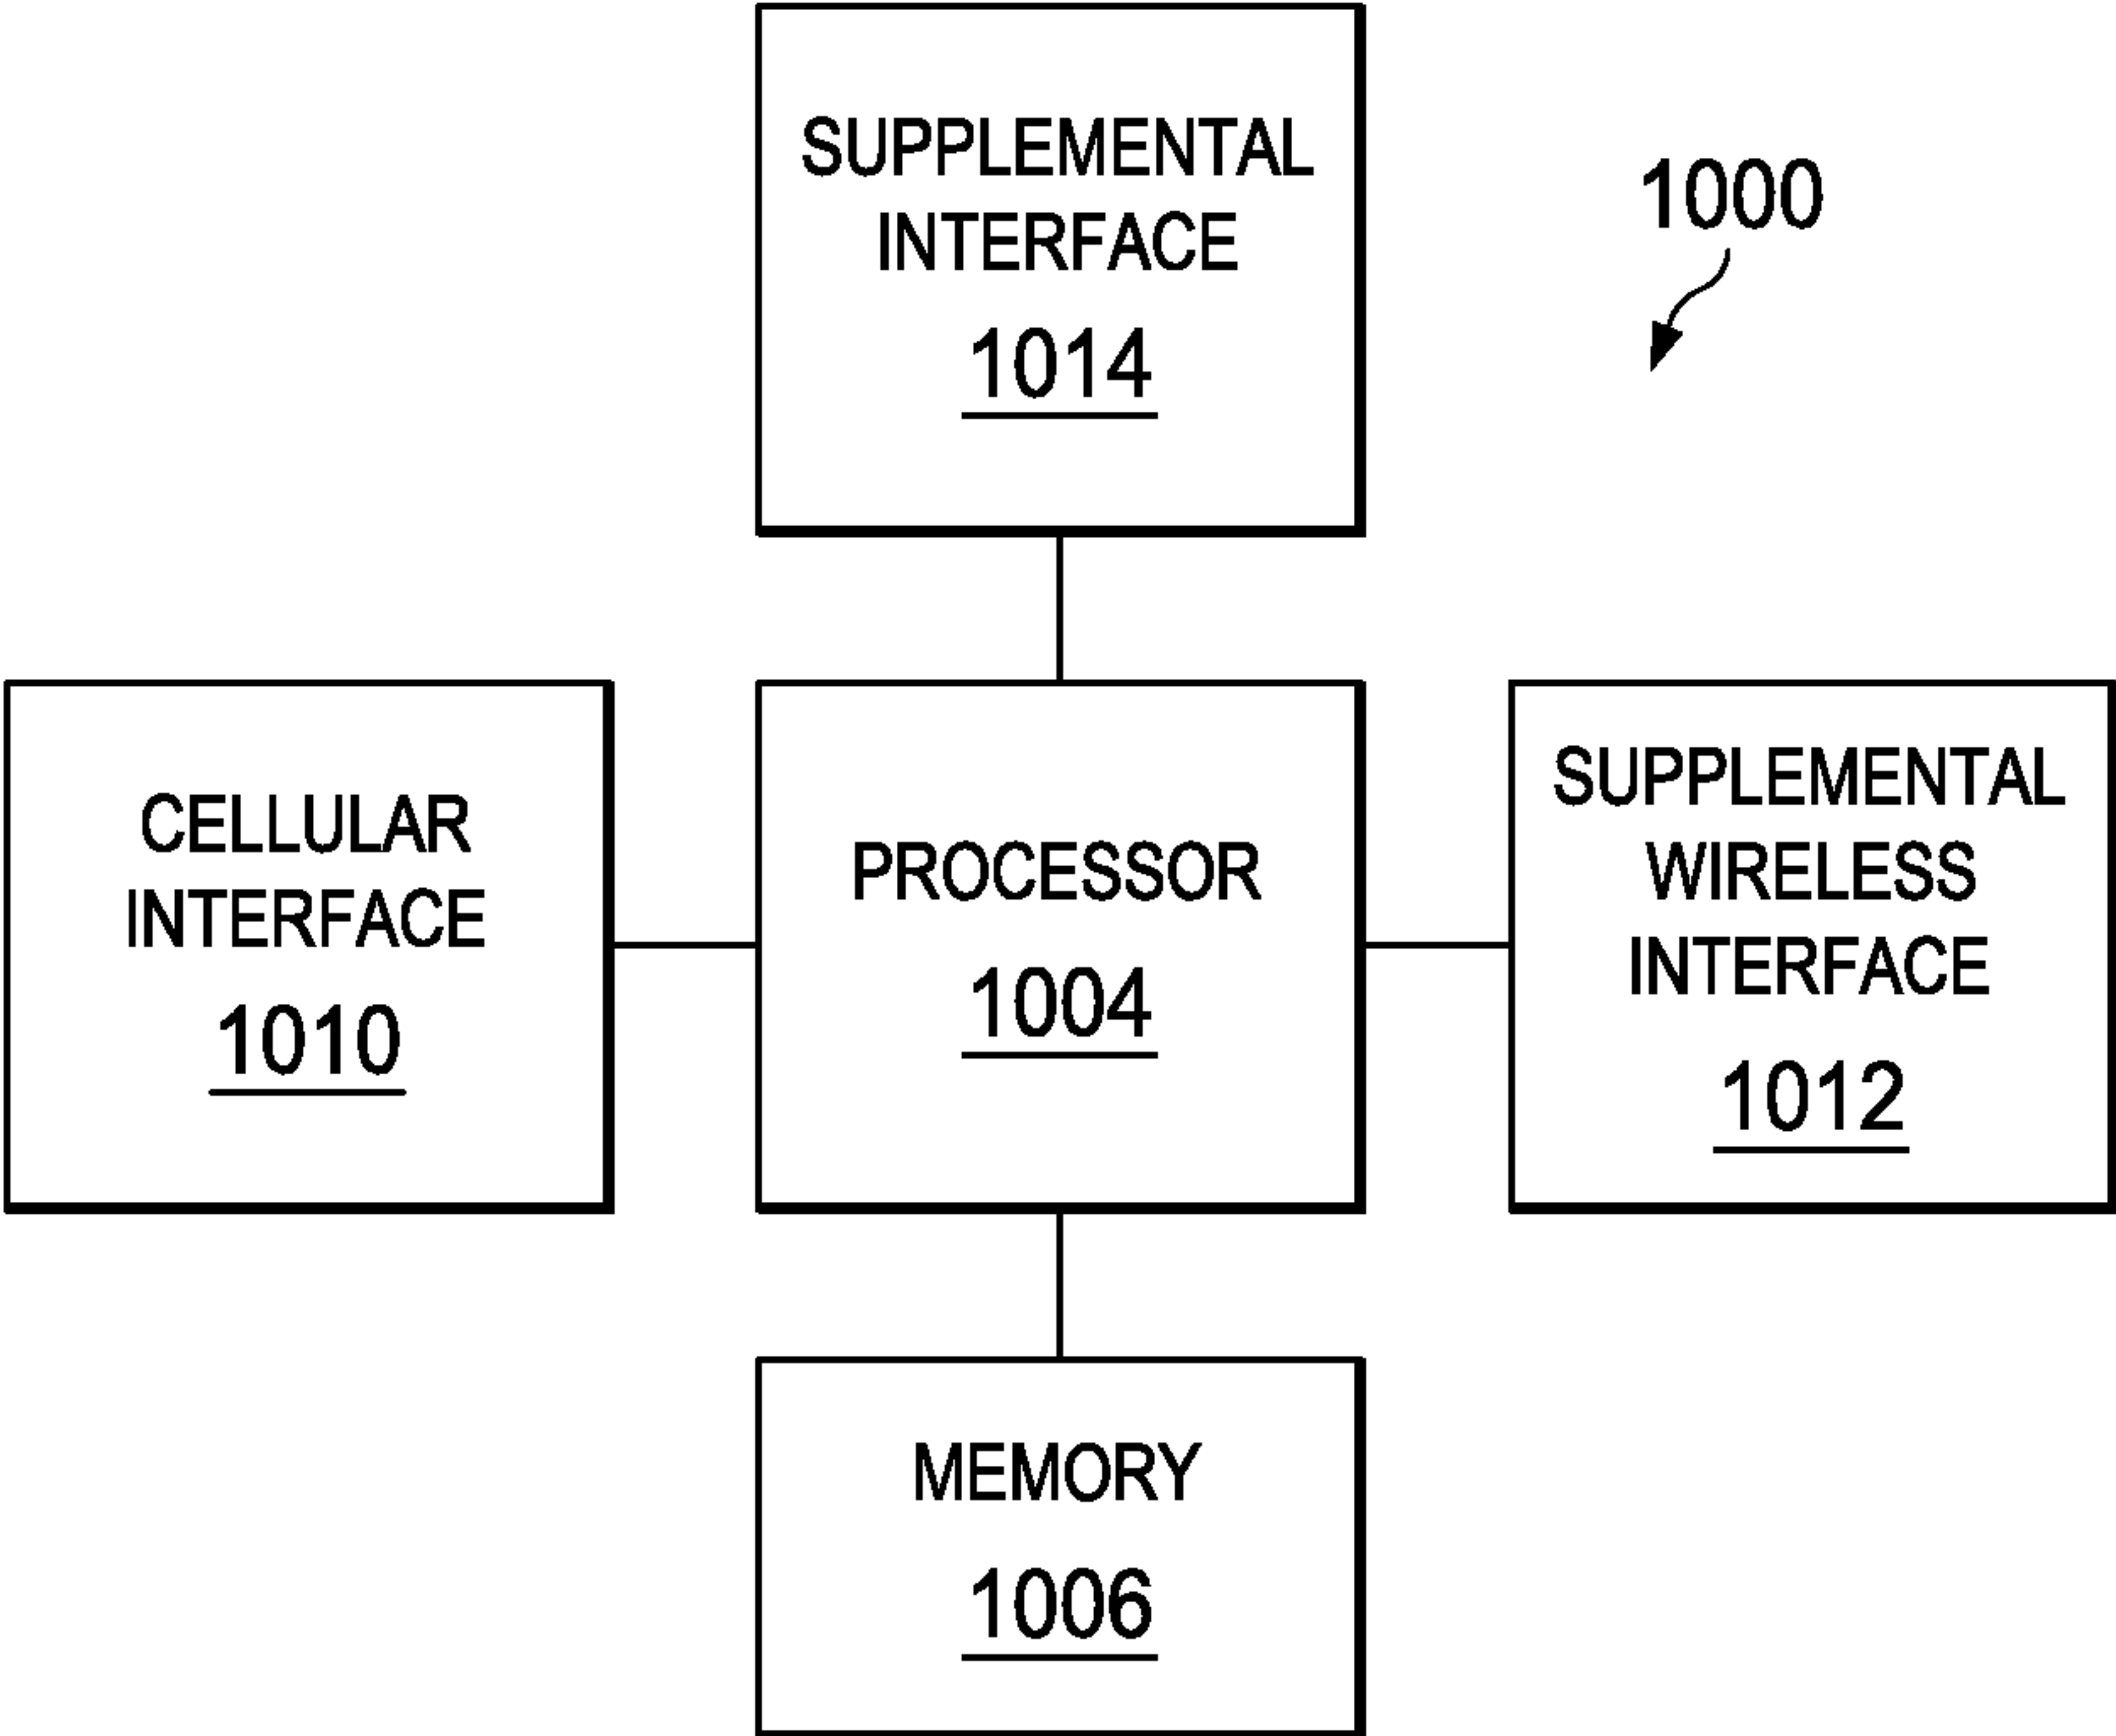 SUPPLEMENTAL
INTERFACE
1014
1000
CELLULAR
INTERFACE
1010
PROCESSOR
1004
SUPPLEMENTAL
WIRELESS
INTERFACE
1012
MEMORY
1006